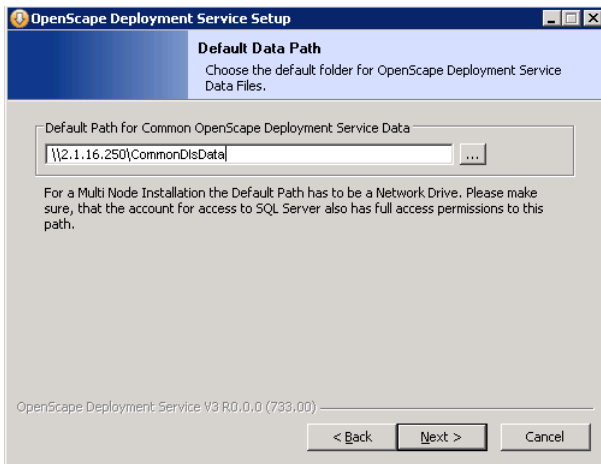 OpenScape Deployment Service Setup
Default Data Path
Choose the default folder for OpenScape Deployment Service
Data Files.
Default Path for Common OpenScape Deployment Service Data
\\2.1.16.250\CommonDlsData
...
For a Multi Node Installation the Default Path has to be a Network Drive. Please make
sure, that the account for access to SQL Server also has full access permissions to this
path.
OpenScape Deployment Service V3 R0.0.0 (733.00)
< Back Next > Cancel